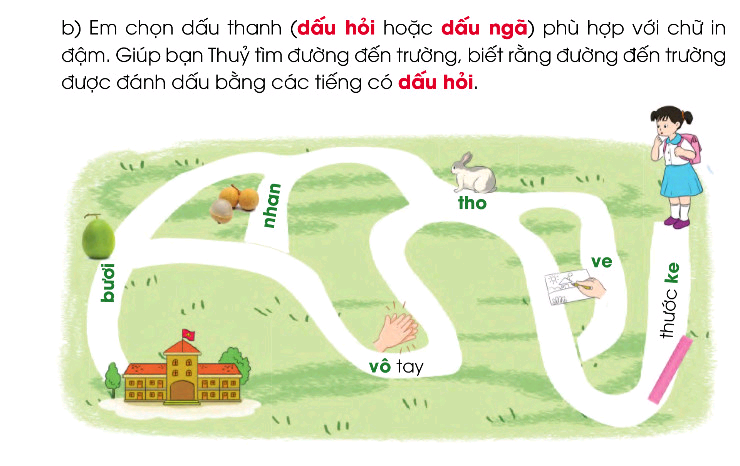 b) Em chọn dấu thanh (dấu hỏi hoặc dấu ngã) phù hợp với chữ in
đậm. Giúp bạn Thuỷ tìm đường đến trường, biết rằng đường đến trường
được đánh dấu bằng các tiếng có dấu hỏi.
nhan
tho
bươi
ve
thước ke
vô tay